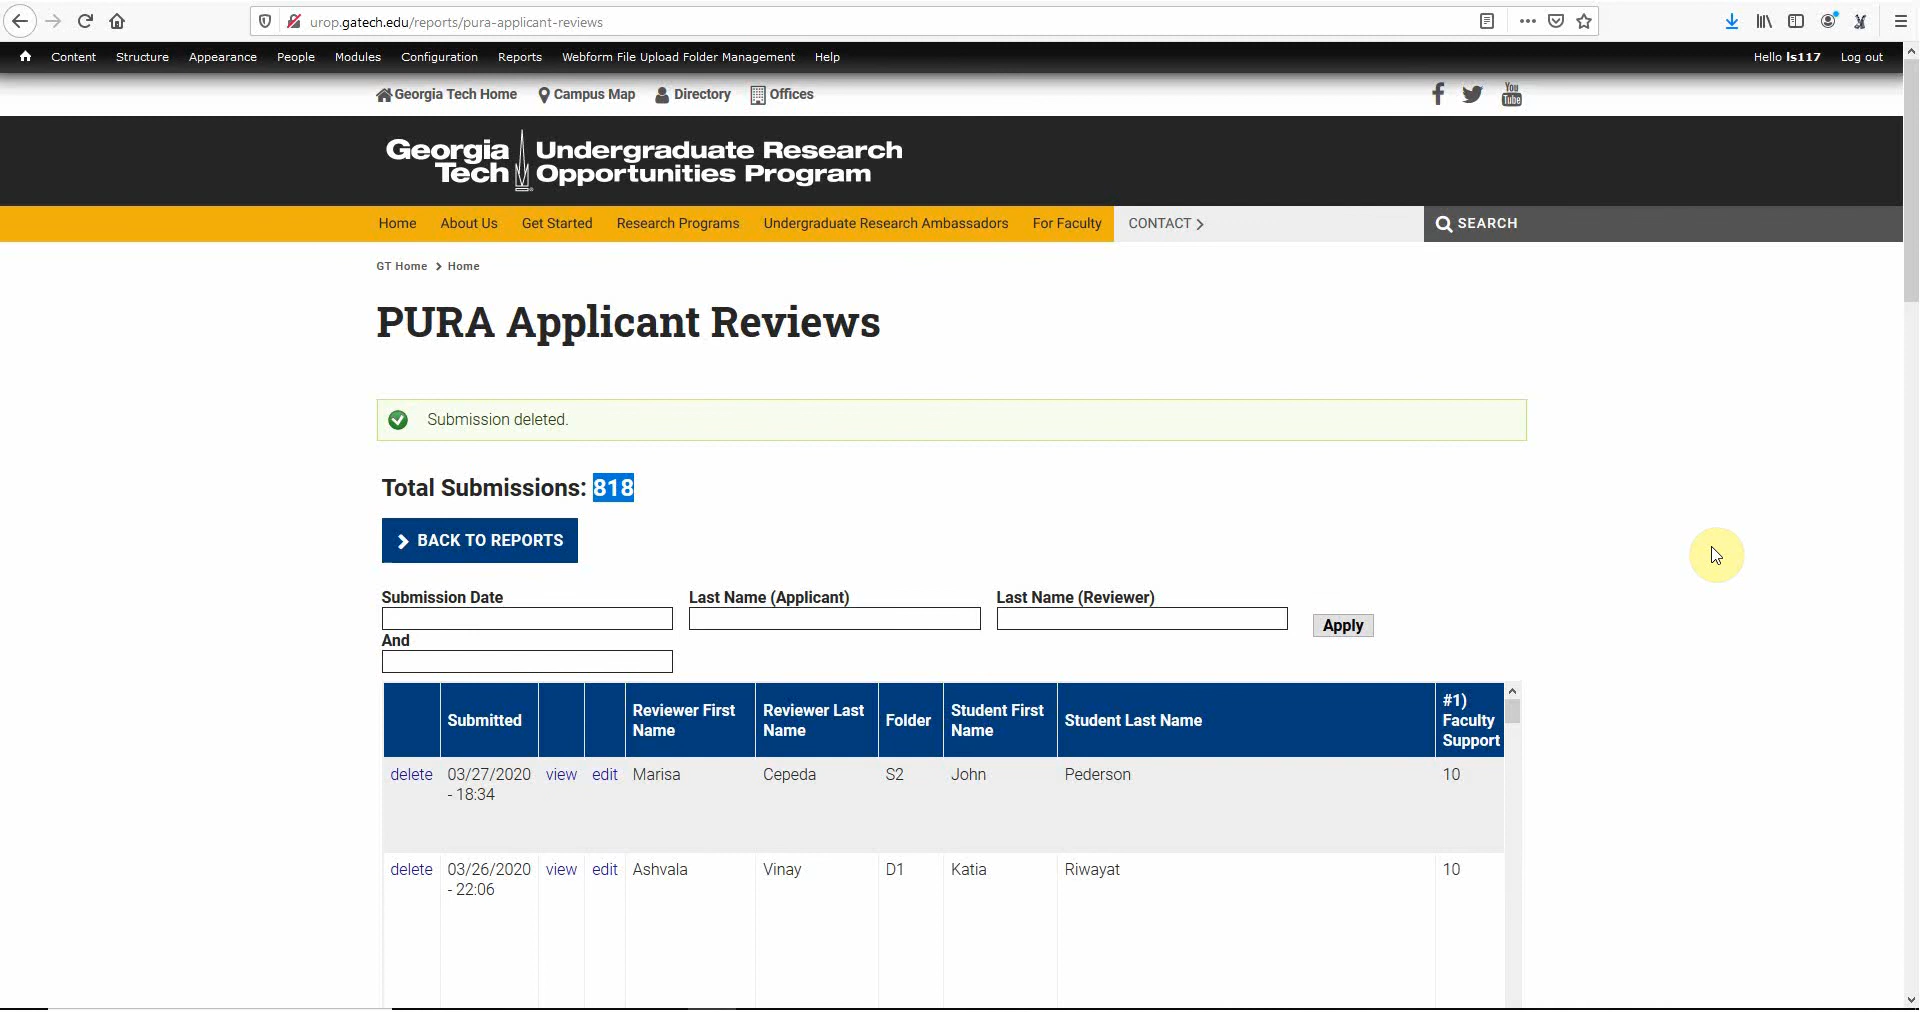 urop.gatech.edu/reports/pura-applicant-reviews
Content Structure Appearance People Modules Configuration Reports Webform File Upload Folder Management Help Hello ls117 Log out
Georgia Tech Home Campus Map Directory Offices
You
Tube
Georgia Undergraduate Research
Tech Opportunities Program
Home About Us Get Started Research Programs Undergraduate Research Ambassadors For Faculty CONTACT SEARCH
GT Home Home
PURA Applicant Reviews
Submission deleted.
Total Submissions: 818
BACK TO REPORTS
Submission Date Last Name (Applicant) Last Name (Reviewer)
Apply
And
Submitted Reviewer First Name Reviewer Last Name Folder Student First Name Student Last Name #1) Faculty Support
delete 03/27/2020 view edit Marisa Cepeda S2 John Pederson 10
- 18:34
delete 03/26/2020 view edit Ashvala Vinay D1 Katia Riwayat 10
- 22:06